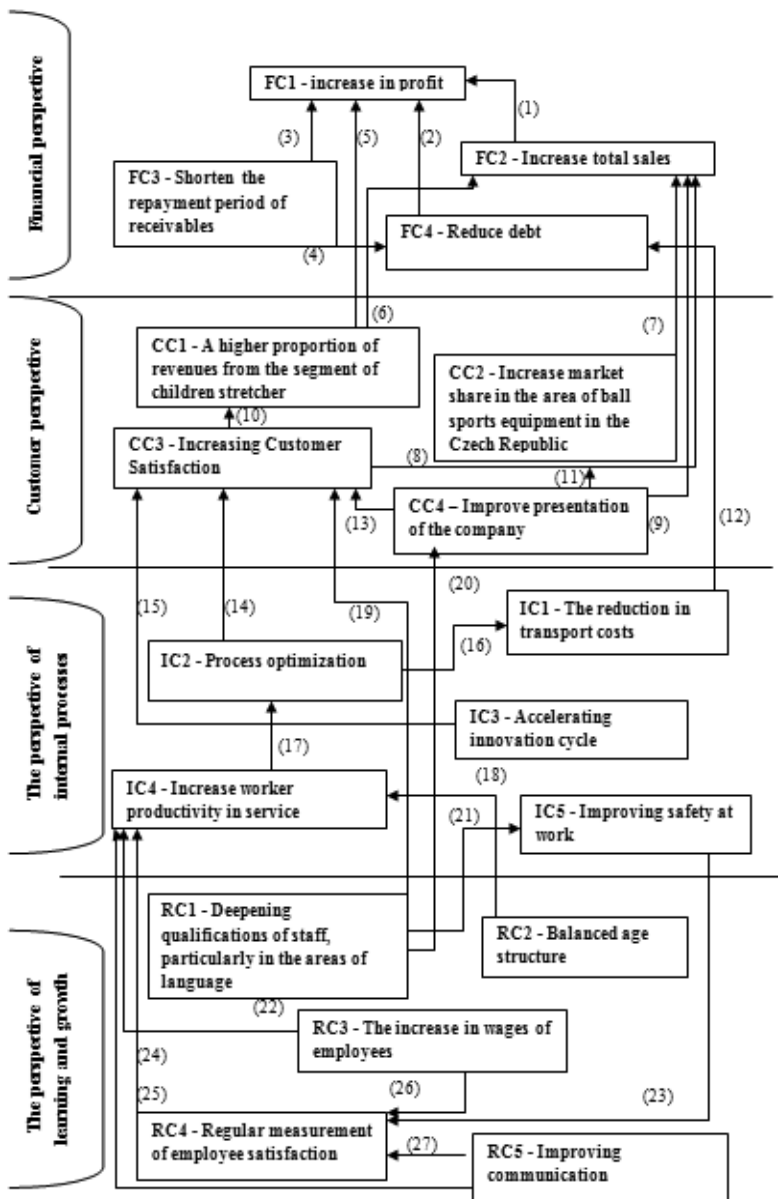 Financial perspective
FC1 - increase in profit
(1)
(3)
(5)
(2)
FC2 - Increase total sales
FC3 - Shorten the
repayment period of
receivables
FC4 - Reduce debt
(4)
Customer perspective
(6)
(7)
CC1 - A higher proportion of
revenues from the segment of
children stretcher
CC2 - Increase market
share in the area of ball
sports equipment in the
Czech Republic
(10)
CC3 - Increasing Customer
Satisfaction
(8)
(11)
CC4 – Improve presentation
of the company
(13)
(9)
(12)
The perspective of
internal processes
(15)
(14)
(19)
(20)
IC1 - The reduction in
transport costs
IC2 - Process optimization
(16)
IC3 - Accelerating
innovation cycle
(17)
(18)
IC4 - Increase worker
productivity in service
(21)
IC5 - Improving safety at
work
The perspective of
learning and growth
RC1 - Deepening
qualifications of staff,
particularly in the areas of
language
RC2 - Balanced age
structure
(22)
RC3 - The increase in wages of
employees
(24)
(25)
(26)
(23)
RC4 - Regular measurement
of employee satisfaction
(27)
RC5 - Improving
communication